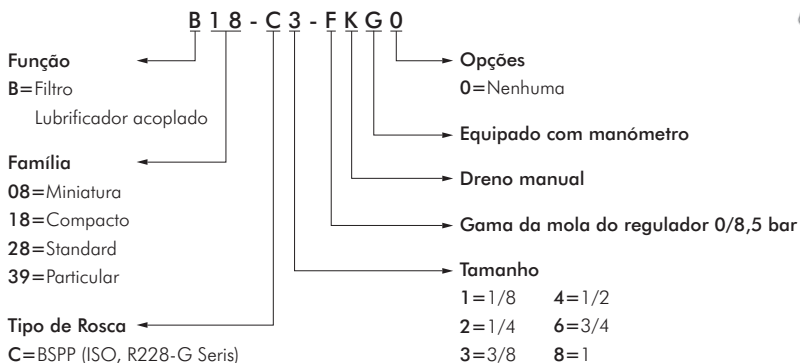 B18-C3-FKG0
Função
B=Filtro
Lubrificador acoplado
Família
08=Miniatura
18=Compacto
28=Standard
39=Particular
Tipo de Rosca
C=BSPP (ISO, R228-G Seris)
Opções
0=Nenhuma
Equipado com manómetro
Dreno manual
Gama da mola do regulador 0/8,5 bar
Tamanho
1=1/8 4=1/2
2=1/4 6=3/4
3=3/8 8=1